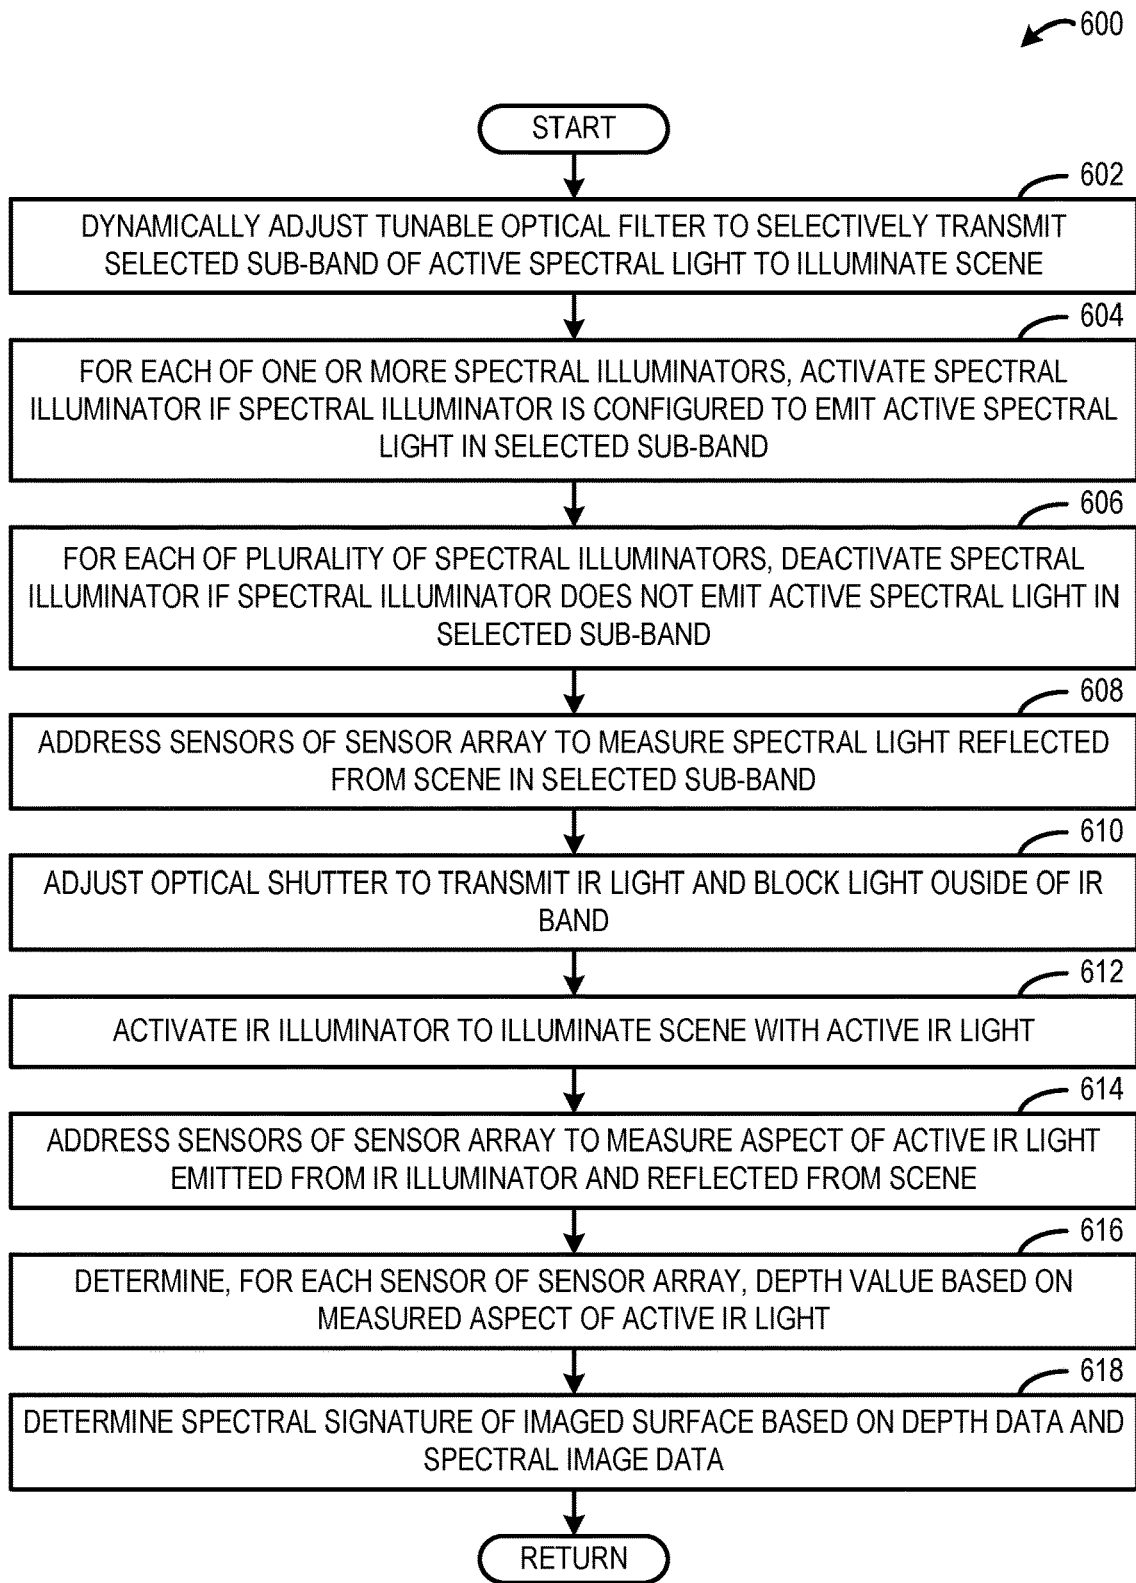 600
START
602
DYNAMICALLY ADJUST TUNABLE OPTICAL FILTER TO SELECTIVELY TRANSMIT
SELECTED SUB-BAND OF ACTIVE SPECTRAL LIGHT TO ILLUMINATE SCENE
604
FOR EACH OF ONE OR MORE SPECTRAL ILLUMINATORS, ACTIVATE SPECTRAL
ILLUMINATOR IF SPECTRAL ILLUMINATOR IS CONFIGURED TO EMIT ACTIVE SPECTRAL
LIGHT IN SELECTED SUB-BAND
606
FOR EACH OF PLURALITY OF SPECTRAL ILLUMINATORS, DEACTIVATE SPECTRAL
ILLUMINATOR IF SPECTRAL ILLUMINATOR DOES NOT EMIT ACTIVE SPECTRAL LIGHT IN
SELECTED SUB-BAND
608
ADDRESS SENSORS OF SENSOR ARRAY TO MEASURE SPECTRAL LIGHT REFLECTED
FROM SCENE IN SELECTED SUB-BAND
610
ADJUST OPTICAL SHUTTER TO TRANSMIT IR LIGHT AND BLOCK LIGHT OUSIDE OF IR
BAND
612
ACTIVATE IR ILLUMINATOR TO ILLUMINATE SCENE WITH ACTIVE IR LIGHT
614
ADDRESS SENSORS OF SENSOR ARRAY TO MEASURE ASPECT OF ACTIVE IR LIGHT
EMITTED FROM IR ILLUMINATOR AND REFLECTED FROM SCENE
616
DETERMINE, FOR EACH SENSOR OF SENSOR ARRAY, DEPTH VALUE BASED ON
MEASURED ASPECT OF ACTIVE IR LIGHT
618
DETERMINE SPECTRAL SIGNATURE OF IMAGED SURFACE BASED ON DEPTH DATA AND
SPECTRAL IMAGE DATA
RETURN